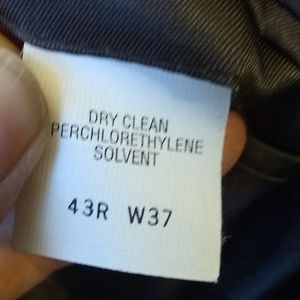 DRY CLEAN
PERCHLORETHYLENE
SOLVENT
43R W37